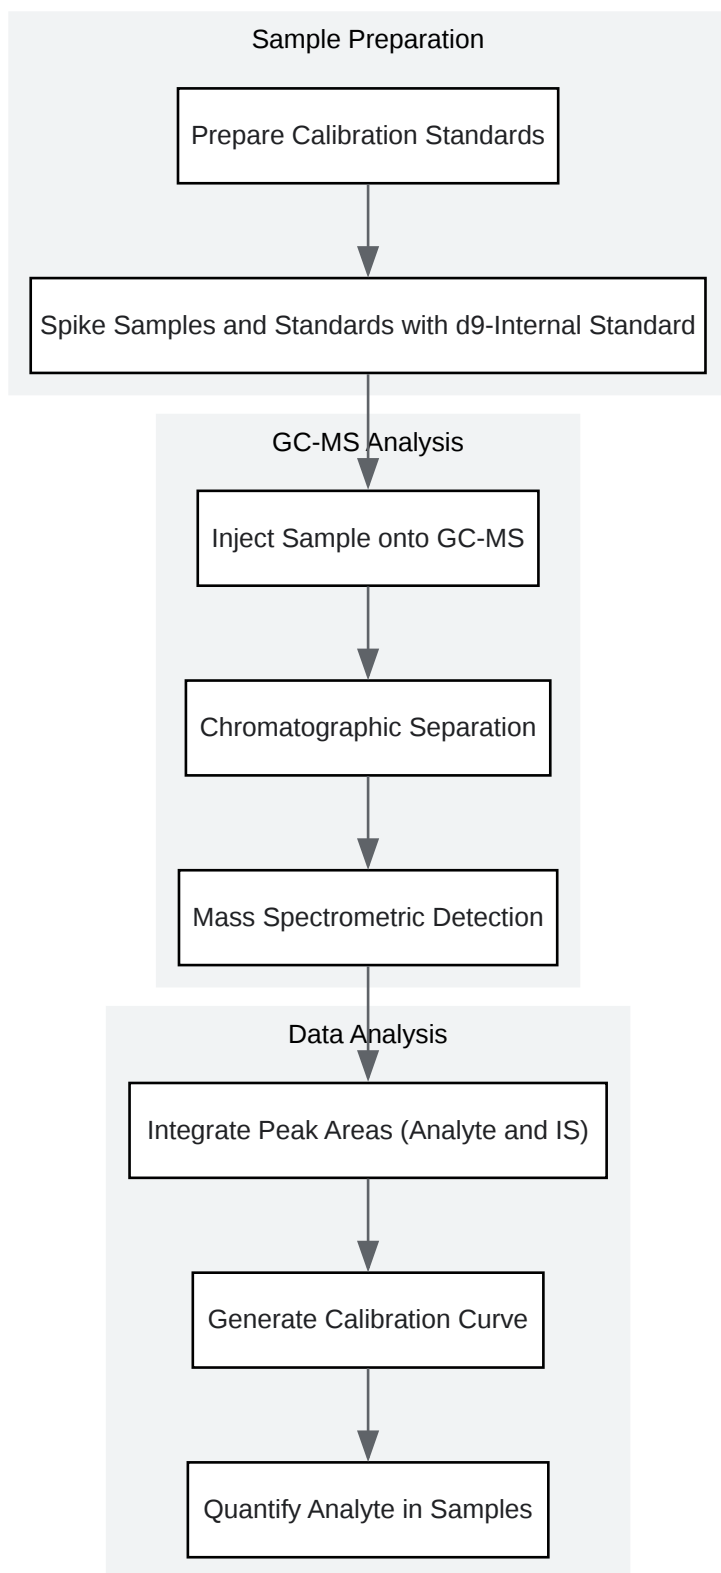 Sample Preparation
Prepare Calibration Standards
Spike Samples and Standards with d9-Internal Standard
GC-MS Analysis
Inject Sample onto GC-MS
Chromatographic Separation
Mass Spectrometric Detection
Data Analysis
Integrate Peak Areas (Analyte and IS)
Generate Calibration Curve
Quantify Analyte in Samples